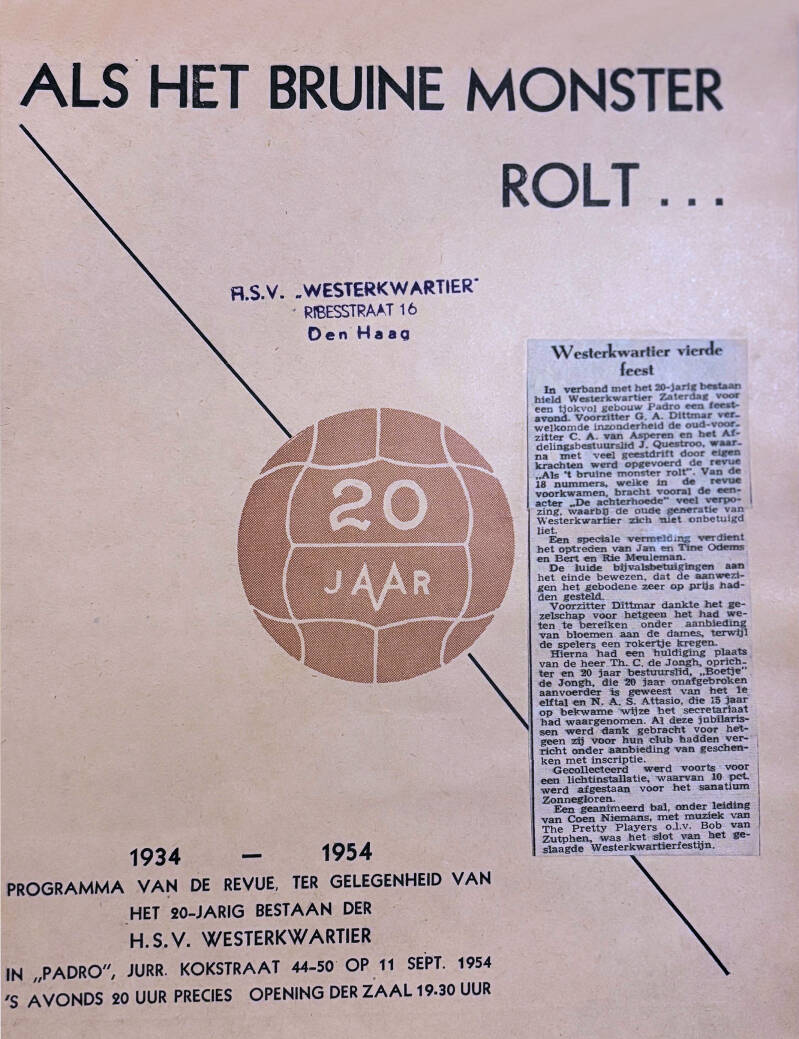 ALS HET BRUINE MONSTER
ROLT ...
H.S.V. „WESTERKWARTIER"
RIBESSTRAAT 16
Den Haag
20
JAAR
Westerkwartier vierde
feest
In verband met het 20-jarig bestaan
hield Westerkwartier Zaterdag voor
een tjokvol gebouw Padro een feest-
avond. Voorzitter G. A. Dittmar ver-
welkomde inzonderheid de oud-voor-
zitter C. A. van Asperen en het Af-
delingsbestuurslid J. Questroo, waar-
na met veel geestdrift door eigen
krachten werd opgevoerd de revue
„Als 't bruine monster rolt". Van de
18 nummers, welke in de revue
voorkwamen, bracht vooral de een-
acter „De achterhoede" veel verpo-
zing, waarbij de oude generatie van
Westerkwartier zich niet onbetuigd
liet.
Een speciale vermelding verdient
het optreden van Jan en Tine Odems
en Bert en Rie Meuleman.
De luide bijvalsbetuigingen aan
het einde bewezen, dat de aanwezi-
gen het gebodene zeer op prijs had-
den gesteld.
Voorzitter Dittmar dankte het ge-
zelschap voor hetgeen het had we-
ten te bereiken onder aanbieding
van bloemen aan de dames, terwijl
de spelers een rokertje kregen.
Hierna had een huldiging plaats
van de heer Th. C. de Jongh, oprich-
ter en 20 jaar bestuurslid, „Boetje"
de Jongh, die 20 jaar onafgebroken
aanvoerder is geweest van het 1e
elftal en N. A. S. Attasio, die 15 jaar
op bekwame wijze het secretariaat
had waargenomen. Al deze jubilaris-
sen werd dank gebracht voor het-
geen zij voor hun club hadden ver-
richt onder aanbieding van geschen-
ken met inscriptie.
Gecollecteerd werd voorts voor
een lichtinstallatie, waarvan 10 pct.
werd afgestaan voor het sanatium
Zonnegloren.
Een geanimeerd bal, onder leiding
van Coen Niemans, met muziek van
The Pretty Players o.l.v. Bob van
Zutphen, was het slot van het ge-
slaagde Westerkwartierfestijn.
1934 — 1954
PROGRAMMA VAN DE REVUE, TER GELEGENHEID VAN
HET 20-JARIG BESTAAN DER
H.S.V. WESTERKWARTIER
IN „PADRO", JURR. KOKSTRAAT 44-50 OP 11 SEPT. 1954
'S AVONDS 20 UUR PRECIES OPENING DER ZAAL 19.30 UUR